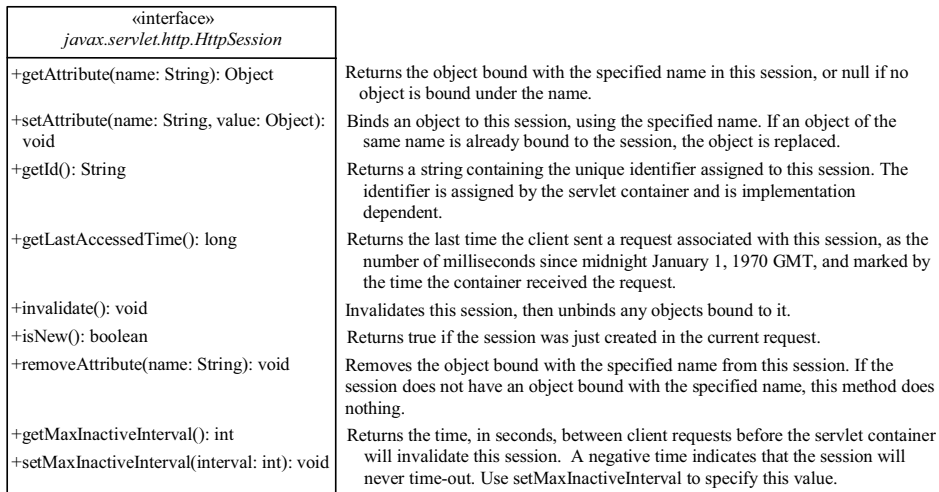 «interface»
javax.servlet.http.HttpSession
+getAttribute(name: String): Object
Returns the object bound with the specified name in this session, or null if no
object is bound under the name.
+setAttribute(name: String, value: Object):
void
Binds an object to this session, using the specified name. If an object of the
same name is already bound to the session, the object is replaced.
+getId(): String
Returns a string containing the unique identifier assigned to this session. The
identifier is assigned by the servlet container and is implementation
dependent.
+getLastAccessedTime(): long
Returns the last time the client sent a request associated with this session, as the
number of milliseconds since midnight January 1, 1970 GMT, and marked by
the time the container received the request.
+invalidate(): void
Invalidates this session, then unbinds any objects bound to it.
+isNew(): boolean
Returns true if the session was just created in the current request.
+removeAttribute(name: String): void
Removes the object bound with the specified name from this session. If the
session does not have an object bound with the specified name, this method does
nothing.
+getMaxInactiveInterval(): int
+setMaxInactiveInterval(interval: int): void
Returns the time, in seconds, between client requests before the servlet container
will invalidate this session.  A negative time indicates that the session will
never time-out. Use setMaxInactiveInterval to specify this value.